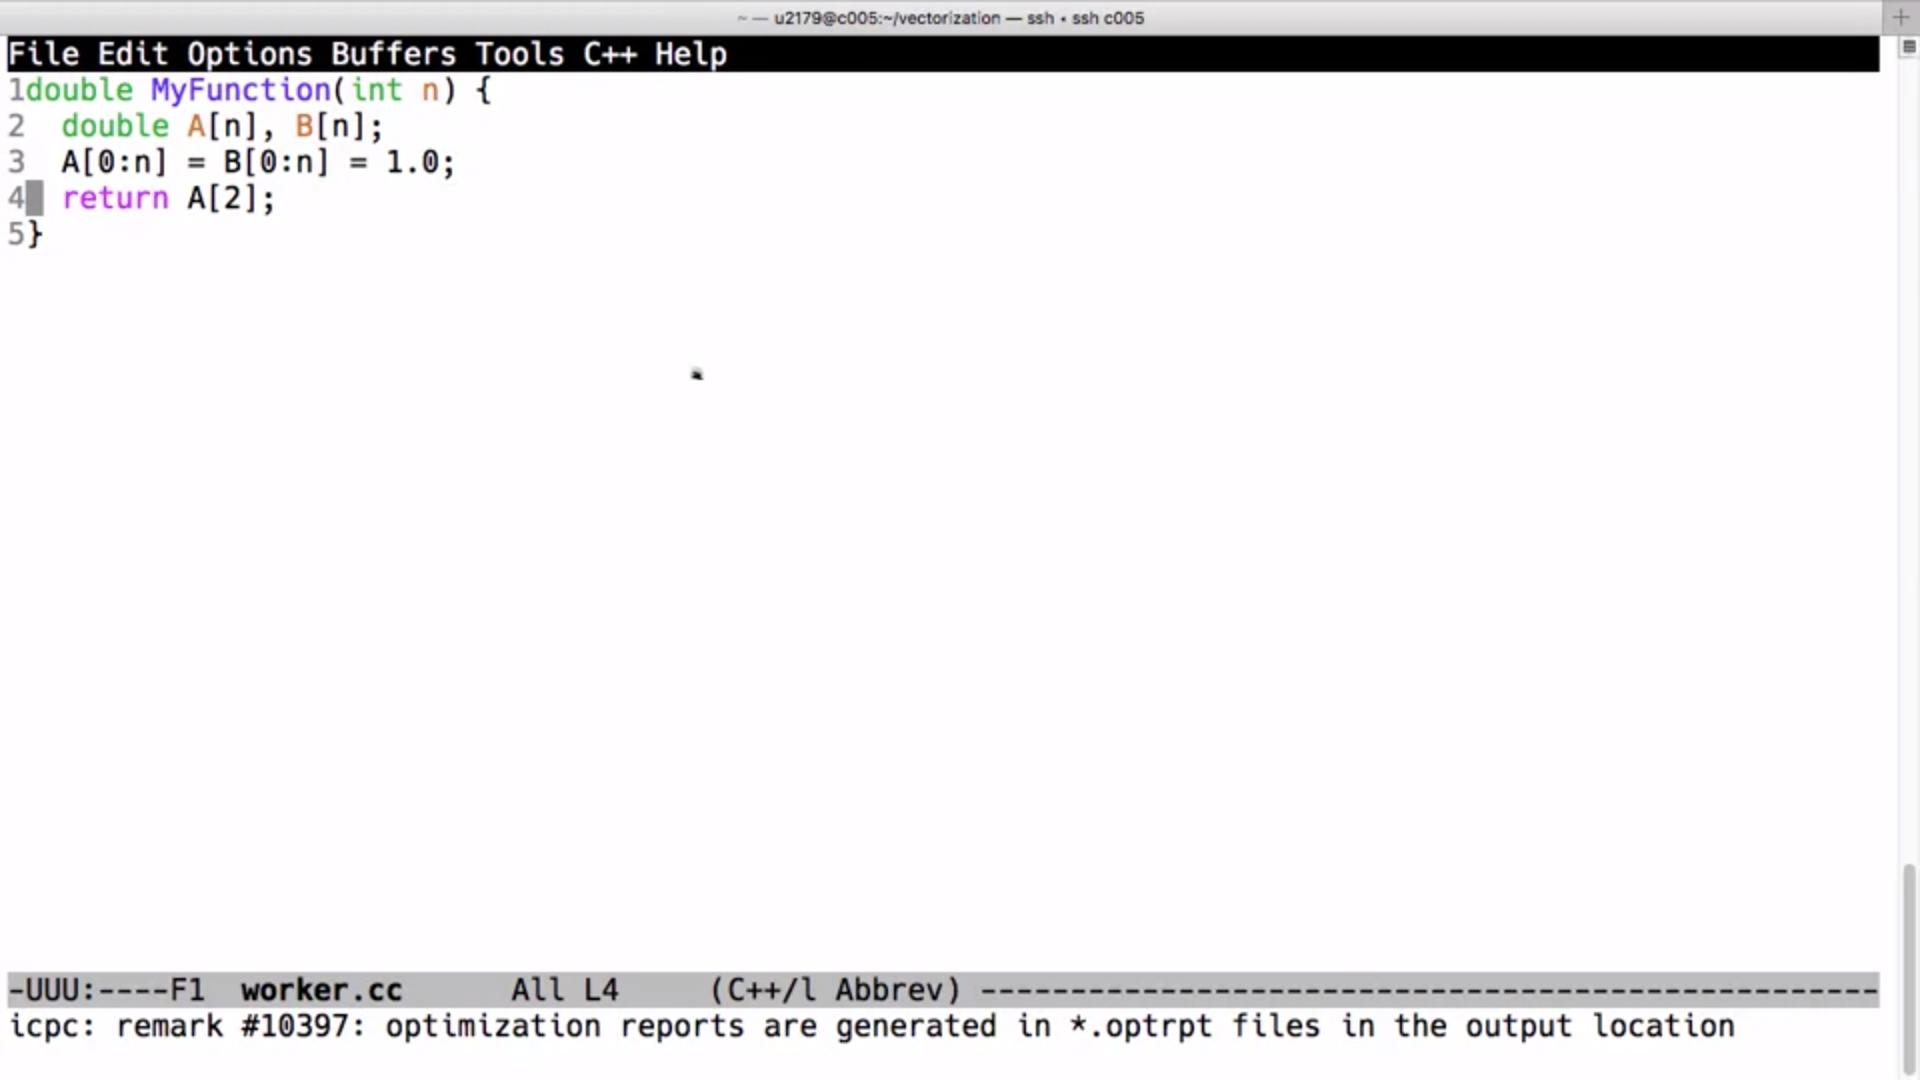 ~ — u2179@c005:~/vectorization — ssh • ssh c005
File Edit Options Buffers Tools C++ Help
1double MyFunction(int n) {
2  double A[n], B[n];
3  A[0:n] = B[0:n] = 1.0;
4  return A[2];
5}
-UUU:----F1  worker.cc      All L4     (C++/l Abbrev) --------------------------------------------------
icpc: remark #10397: optimization reports are generated in *.optrpt files in the output location